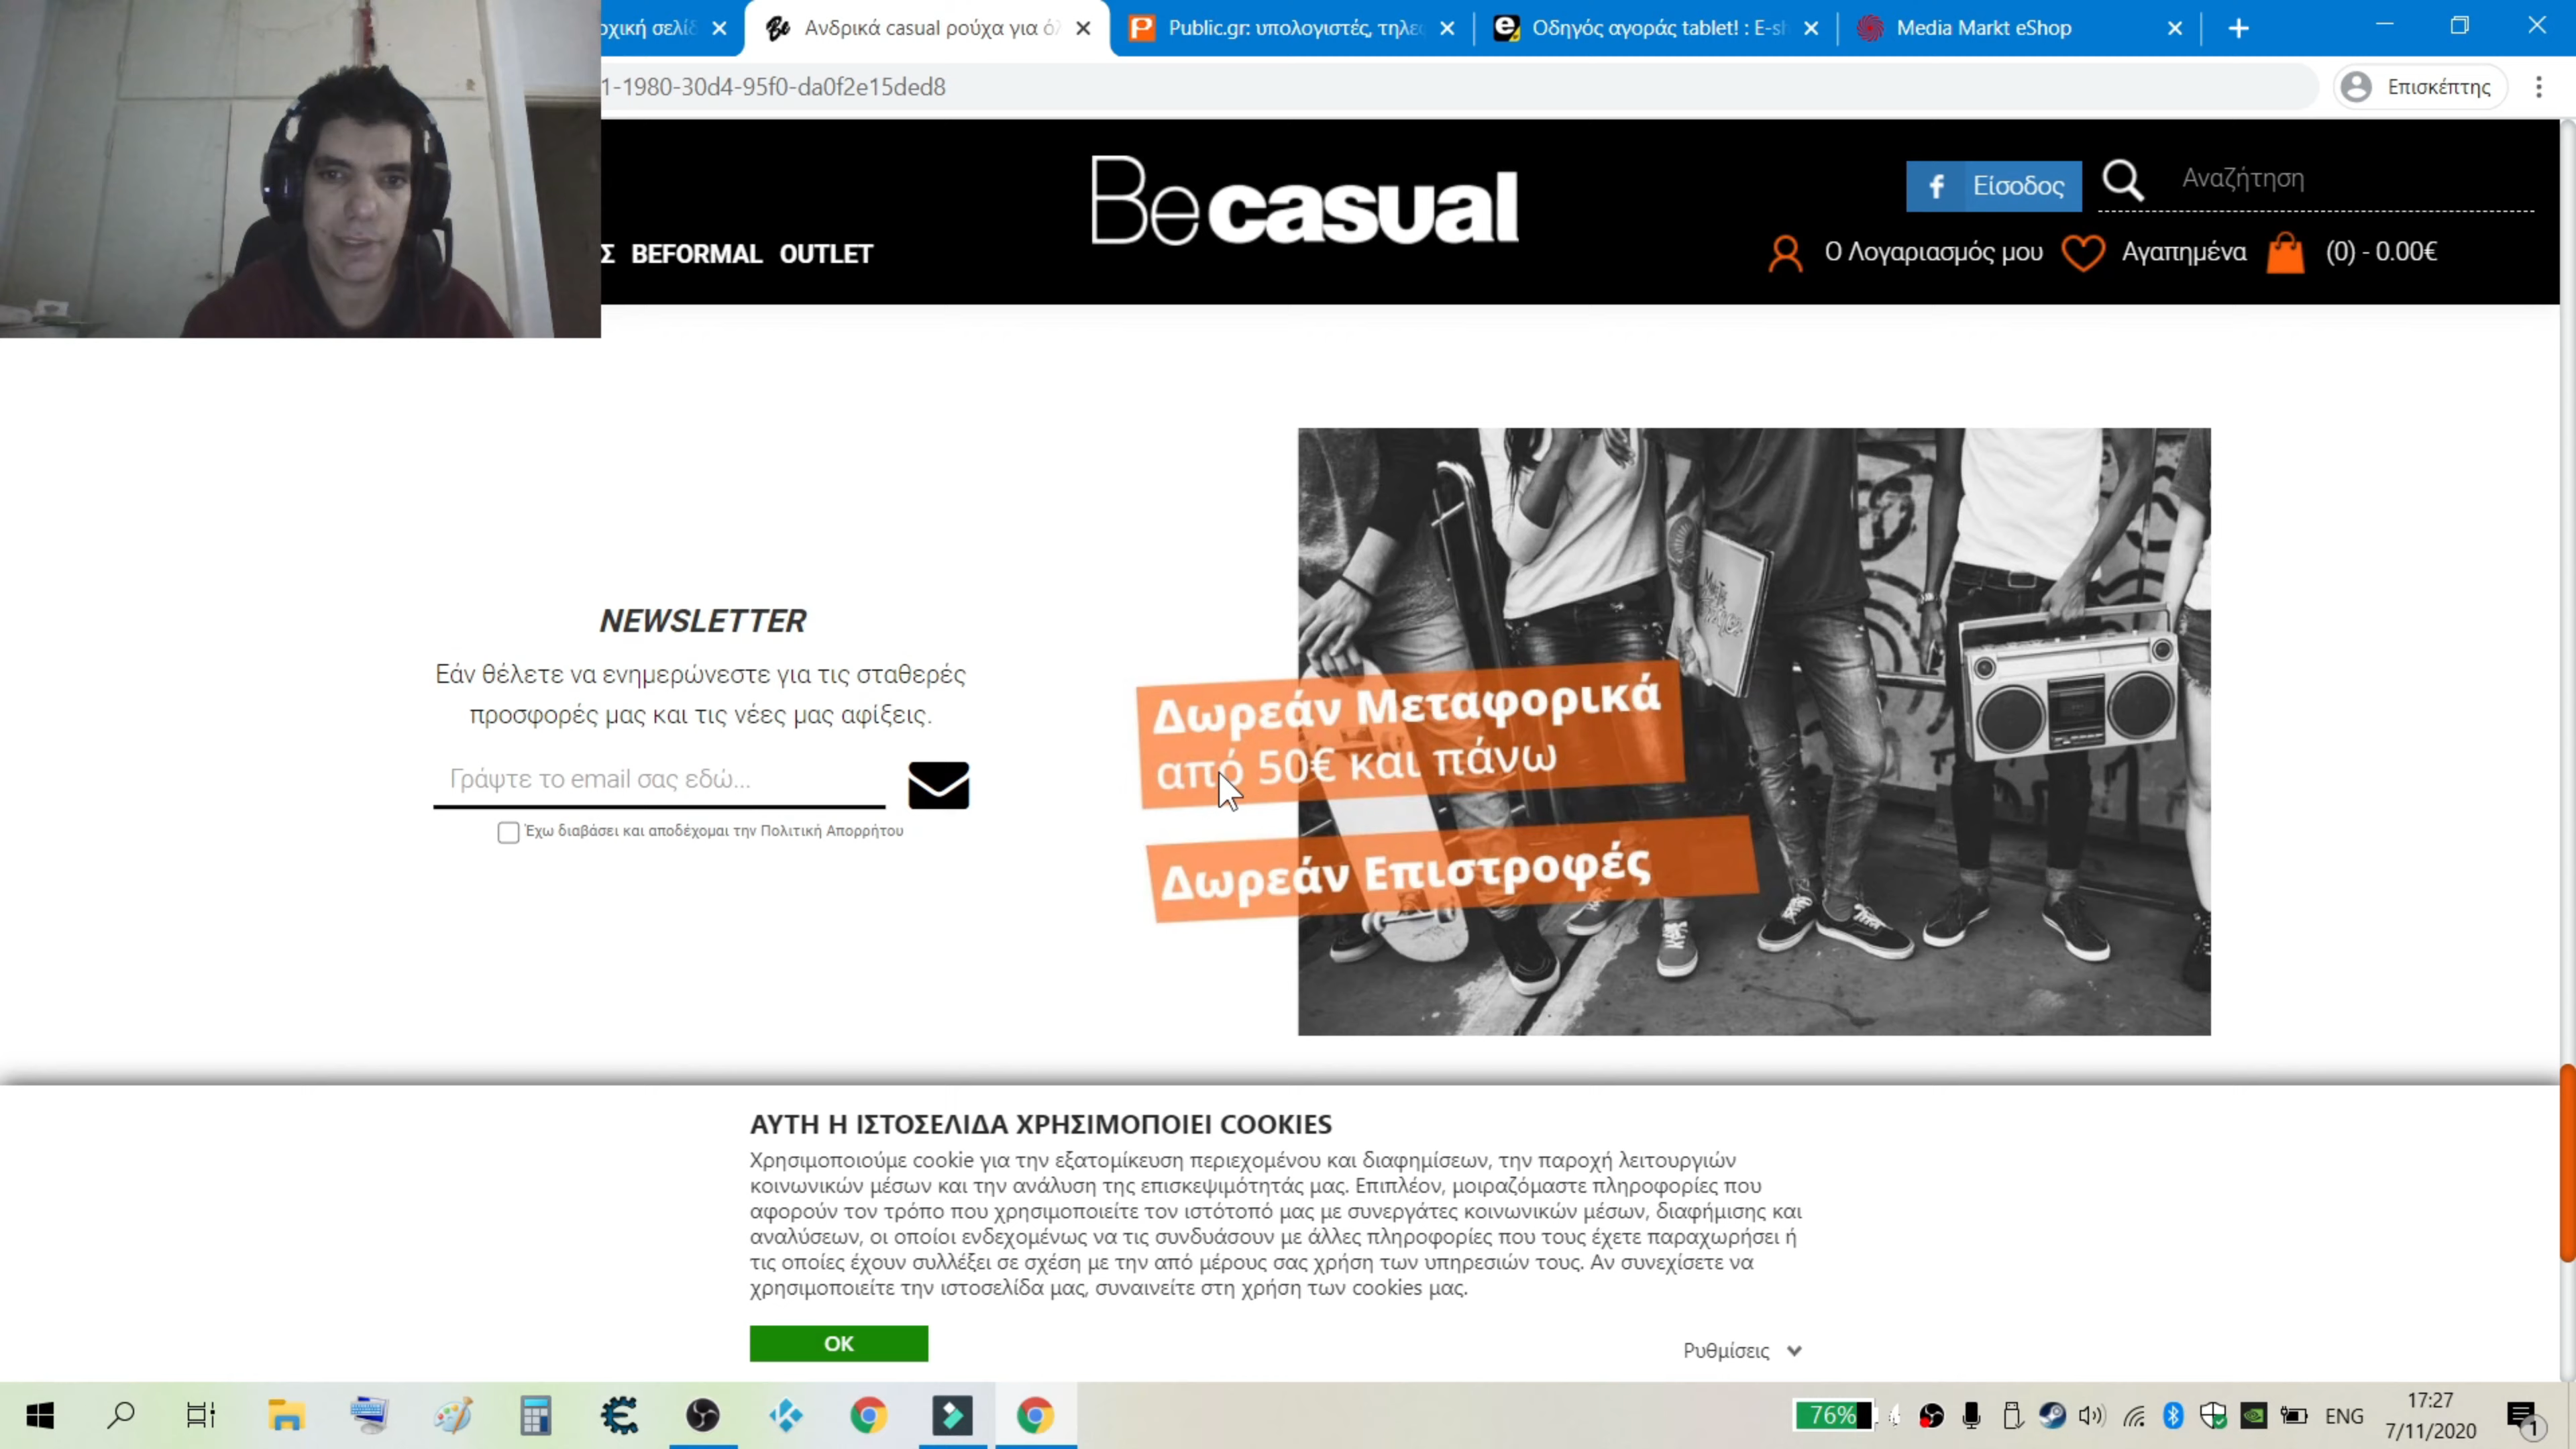 ρχική σελίδ
Ανδρικά casual ρούχα για όλ
Public.gr: υπολογιστές, τηλεφ
Οδηγός αγοράς tablet! : E-sh
Media Markt eShop
1-1980-30d4-95f0-da0f2e15ded8
Επισκέπτης
Σ BEFORMAL OUTLET
Be casual
f Είσοδος
Αναζήτηση
Ο Λογαριασμός μου
Αγαπημένα
(0) - 0.00€
NEWSLETTER
Εάν θέλετε να ενημερώνεστε για τις σταθερές
προσφορές μας και τις νέες μας αφίξεις.
Γράψτε το email σας εδώ...
Έχω διαβάσει και αποδέχομαι την Πολιτική Απορρήτου
Δωρεάν Μεταφορικά
από 50€ και πάνω
Δωρεάν Επιστροφές
ΑΥΤΗ Η ΙΣΤΟΣΕΛΙΔΑ ΧΡΗΣΙΜΟΠΟΙΕΙ COOKIES
Χρησιμοποιούμε cookie για την εξατομίκευση περιεχομένου και διαφημίσεων, την παροχή λειτουργιών
κοινωνικών μέσων και την ανάλυση της επισκεψιμότητάς μας. Επιπλέον, μοιραζόμαστε πληροφορίες που
αφορούν τον τρόπο που χρησιμοποιείτε τον ιστότοπό μας με συνεργάτες κοινωνικών μέσων, διαφήμισης και
αναλύσεων, οι οποίοι ενδεχομένως να τις συνδυάσουν με άλλες πληροφορίες που τους έχετε παραχωρήσει ή
τις οποίες έχουν συλλέξει σε σχέση με την από μέρους σας χρήση των υπηρεσιών τους. Αν συνεχίσετε να
χρησιμοποιείτε την ιστοσελίδα μας, συναινείτε στη χρήση των cookies μας.
OK
Ρυθμίσεις
76%
ENG
17:27
7/11/2020
1